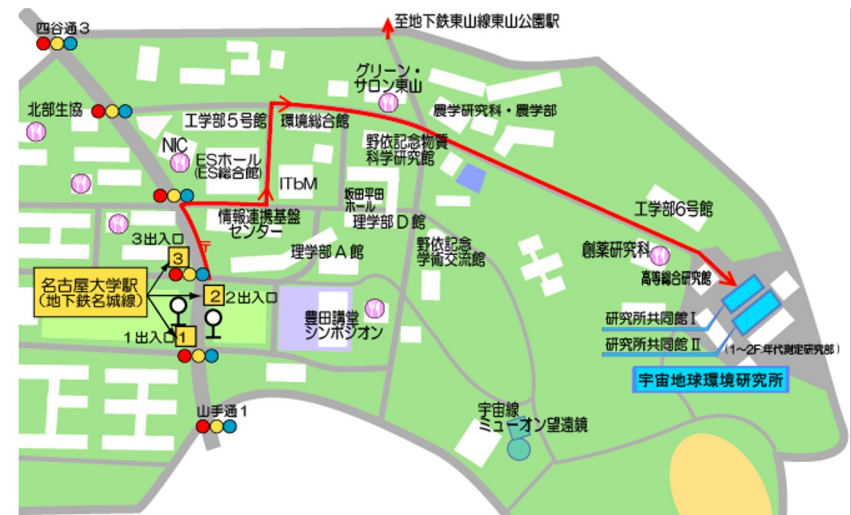 至地下鉄東山線東山公園駅
四谷通3
グリーン・
サロン東山
北部生協
工学部5号館
環境総合館
農学研究科・農学部
野依記念物質
科学研究館
NIC
ESホール
(ES総合館)
ITbM
坂田平田
ホール
工学部6号館
情報連携基盤
センター
理学部D館
3出入口
理学部A館
野依記念
学術交流館
創薬研究科
高等総合研究館
3
名古屋大学駅
(地下鉄名城線)
2
2出入口
豊田講堂
シンポジオン
研究所共同館Ⅰ
1出入口
1
研究所共同館Ⅱ
(1～2F:年代測定研究部)
宇宙地球環境研究所
山手通1
宇宙線
ミューオン望遠鏡
〒